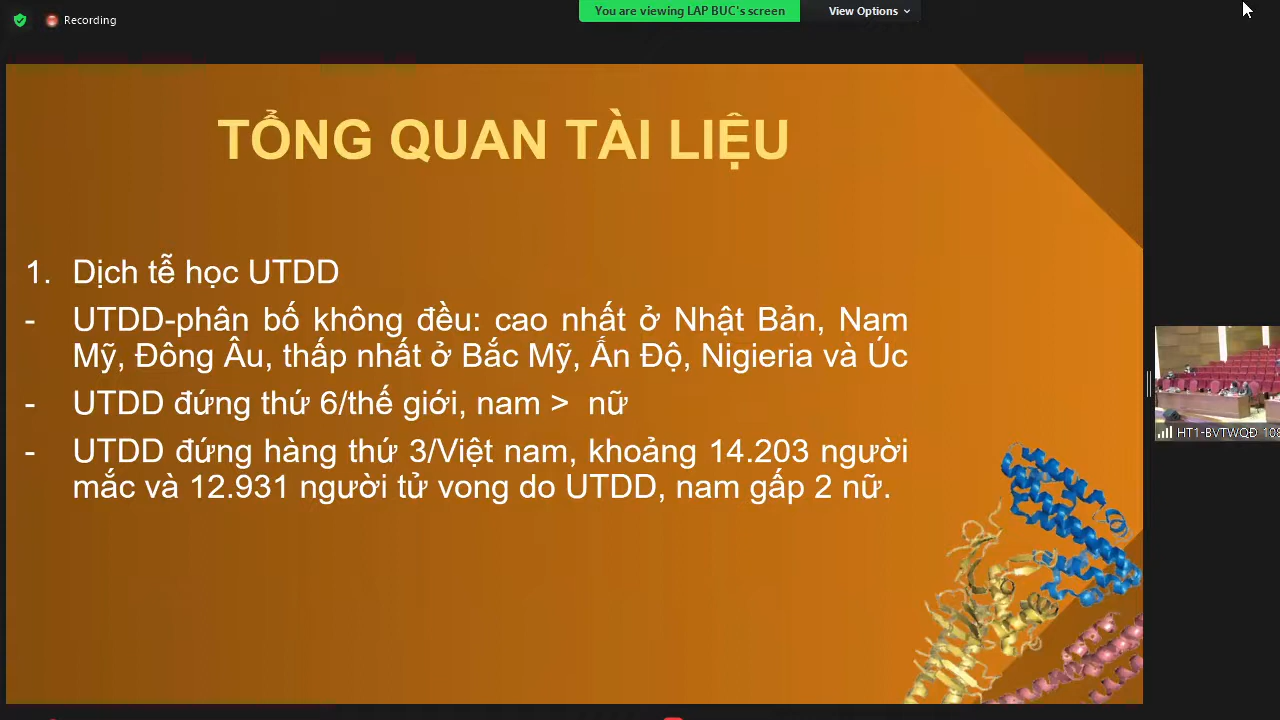 Recording
You are viewing LAP BUC's screen
View Options
TỔNG QUAN TÀI LIỆU
1. Dịch tễ học UTDD
- UTDD-phân bố không đều: cao nhất ở Nhật Bản, Nam
Mỹ, Đông Âu, thấp nhất ở Bắc Mỹ, Ấn Độ, Nigieria và Úc
- UTDD đứng thứ 6/thế giới, nam > nữ
- UTDD đứng hàng thứ 3/Việt nam, khoảng 14.203 người
mắc và 12.931 người tử vong do UTDD, nam gấp 2 nữ.
HT1-BVTWQĐ 108